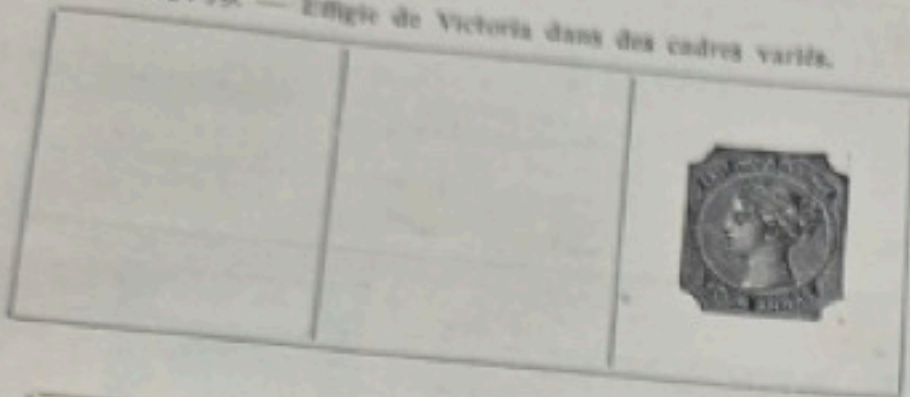 — Effigie de Victoria dans des cadres variés.